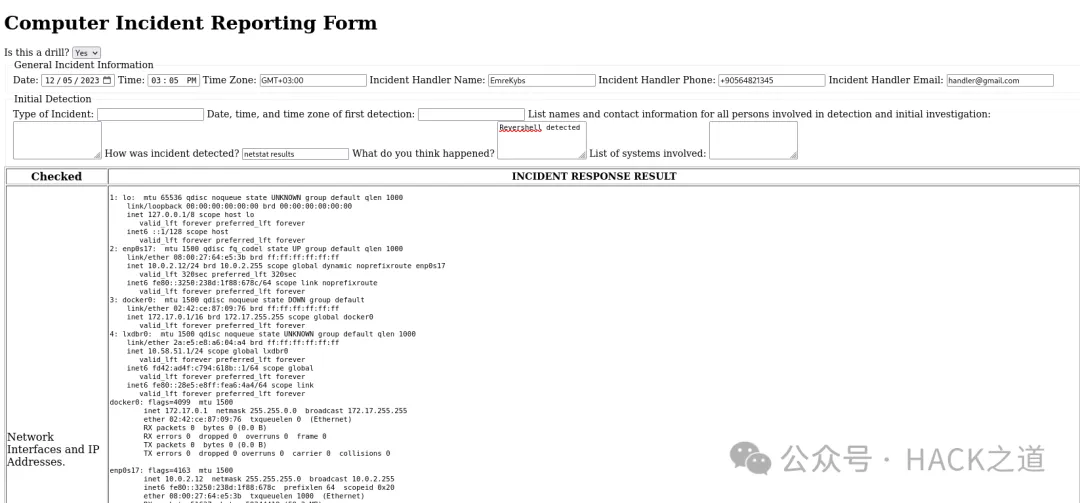 Computer Incident Reporting Form
Is this a drill? Yes
General Incident Information
Date: 12/05/2023 Time: 03:05 PM Time Zone: GMT+03:00 Incident Handler Name: EmreKybs Incident Handler Phone: +90564821345 Incident Handler Email: handler@gmail.com
Initial Detection
Type of Incident: Date, time, and time zone of first detection: List names and contact information for all persons involved in detection and initial investigation:
How was incident detected? netstat results What do you think happened? Revershell detected List of systems involved:
Checked INCIDENT RESPONSE RESULT
Network
Interfaces and IP
Addresses.
1: lo: mtu 65536 qdisc noqueue state UNKNOWN group default qlen 1000
link/loopback 00:00:00:00:00:00 brd 00:00:00:00:00:00
inet 127.0.0.1/8 scope host lo
valid_lft forever preferred_lft forever
inet6 ::1/128 scope host
valid_lft forever preferred_lft forever
2: enp0s17: mtu 1500 qdisc fq_codel state UP group default qlen 1000
link/ether 08:00:27:64:e5:3b brd ff:ff:ff:ff:ff:ff
inet 10.0.2.12/24 brd 10.0.2.255 scope global dynamic noprefixroute enp0s17
valid_lft 320sec preferred_lft 320sec
inet6 fe80::3250:238d:1f88:678c/64 scope link noprefixroute
valid_lft forever preferred_lft forever
3: docker0: mtu 1500 qdisc noqueue state DOWN group default
link/ether 02:42:ce:87:09:76 brd ff:ff:ff:ff:ff:ff
inet 172.17.0.1/16 brd 172.17.255.255 scope global docker0
valid_lft forever preferred_lft forever
4: lxdbr0: mtu 1500 qdisc noqueue state UNKNOWN group default qlen 1000
link/ether 2a:e5:e8:a6:04:a4 brd ff:ff:ff:ff:ff:ff
inet 10.58.51.1/24 scope global lxdbr0
valid_lft forever preferred_lft forever
inet6 fd42:ad4f:c794:618b::1/64 scope global
valid_lft forever preferred_lft forever
inet6 fe80::28e5:e8ff:fea6:4a4/64 scope link
valid_lft forever preferred_lft forever
docker0: flags=4099 mtu 1500
inet 172.17.0.1 netmask 255.255.0.0 broadcast 172.17.255.255
ether 02:42:ce:87:09:76 txqueuelen 0 (Ethernet)
RX packets 0 bytes 0 (0.0 B)
RX errors 0 dropped 0 overruns 0 frame 0
TX packets 0 bytes 0 (0.0 B)
TX errors 0 dropped 0 overruns 0 carrier 0 collisions 0
enp0s17: flags=4163 mtu 1500
inet 10.0.2.12 netmask 255.255.255.0 broadcast 10.0.2.255
inet6 fe80::3250:238d:1f88:678c prefixlen 64 scopeid 0x20
ether 08:00:27:64:e5:3b txqueuelen 1000 (Ethernet)
公众号 · HACK之道